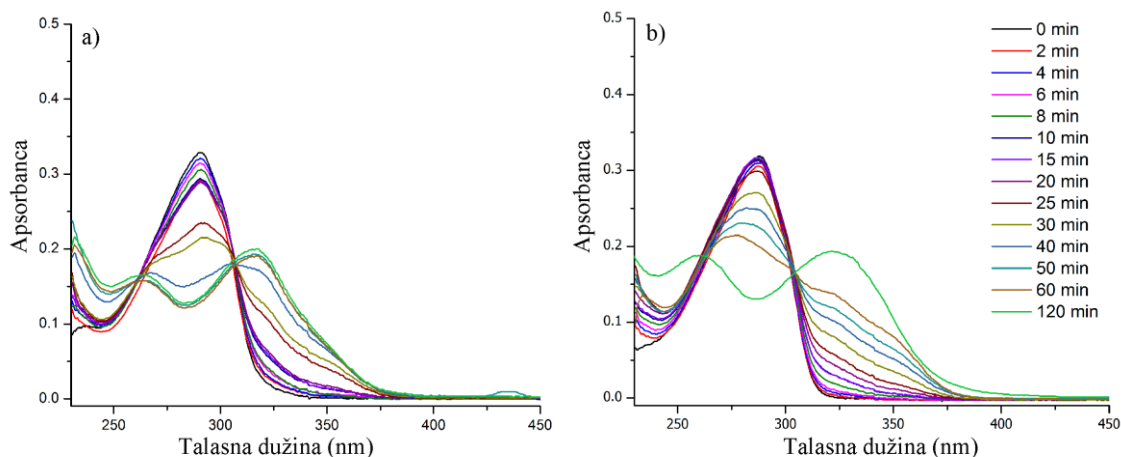 a)
0.5
0.4
0.3
0.2
0.1
0.0
Apsorbanca
250
300
350
400
450
Talasna dužina (nm)
b)
0.5
0.4
0.3
0.2
0.1
0.0
Apsorbanca
250
300
350
400
450
Talasna dužina (nm)
0 min
2 min
4 min
6 min
8 min
10 min
15 min
20 min
25 min
30 min
40 min
50 min
60 min
120 min